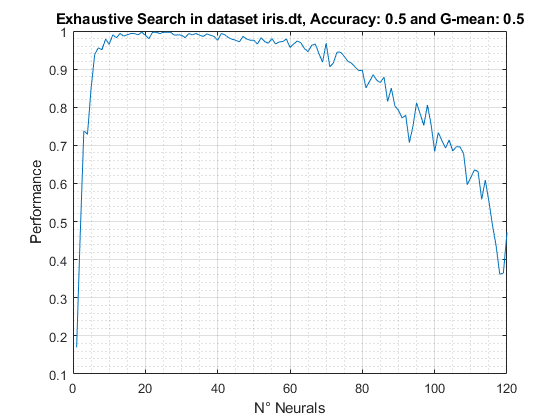 Exhaustive Search in dataset iris.dt, Accuracy: 0.5 and G-mean: 0.5
1
0.9
0.8
0.7
0.6
0.5
0.4
0.3
0.2
0.1
Performance
0 20 40 60 80 100 120
N° Neurals